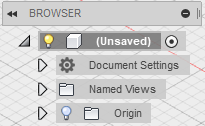 BROWSER
(Unsaved)
Document Settings
Named Views
Origin